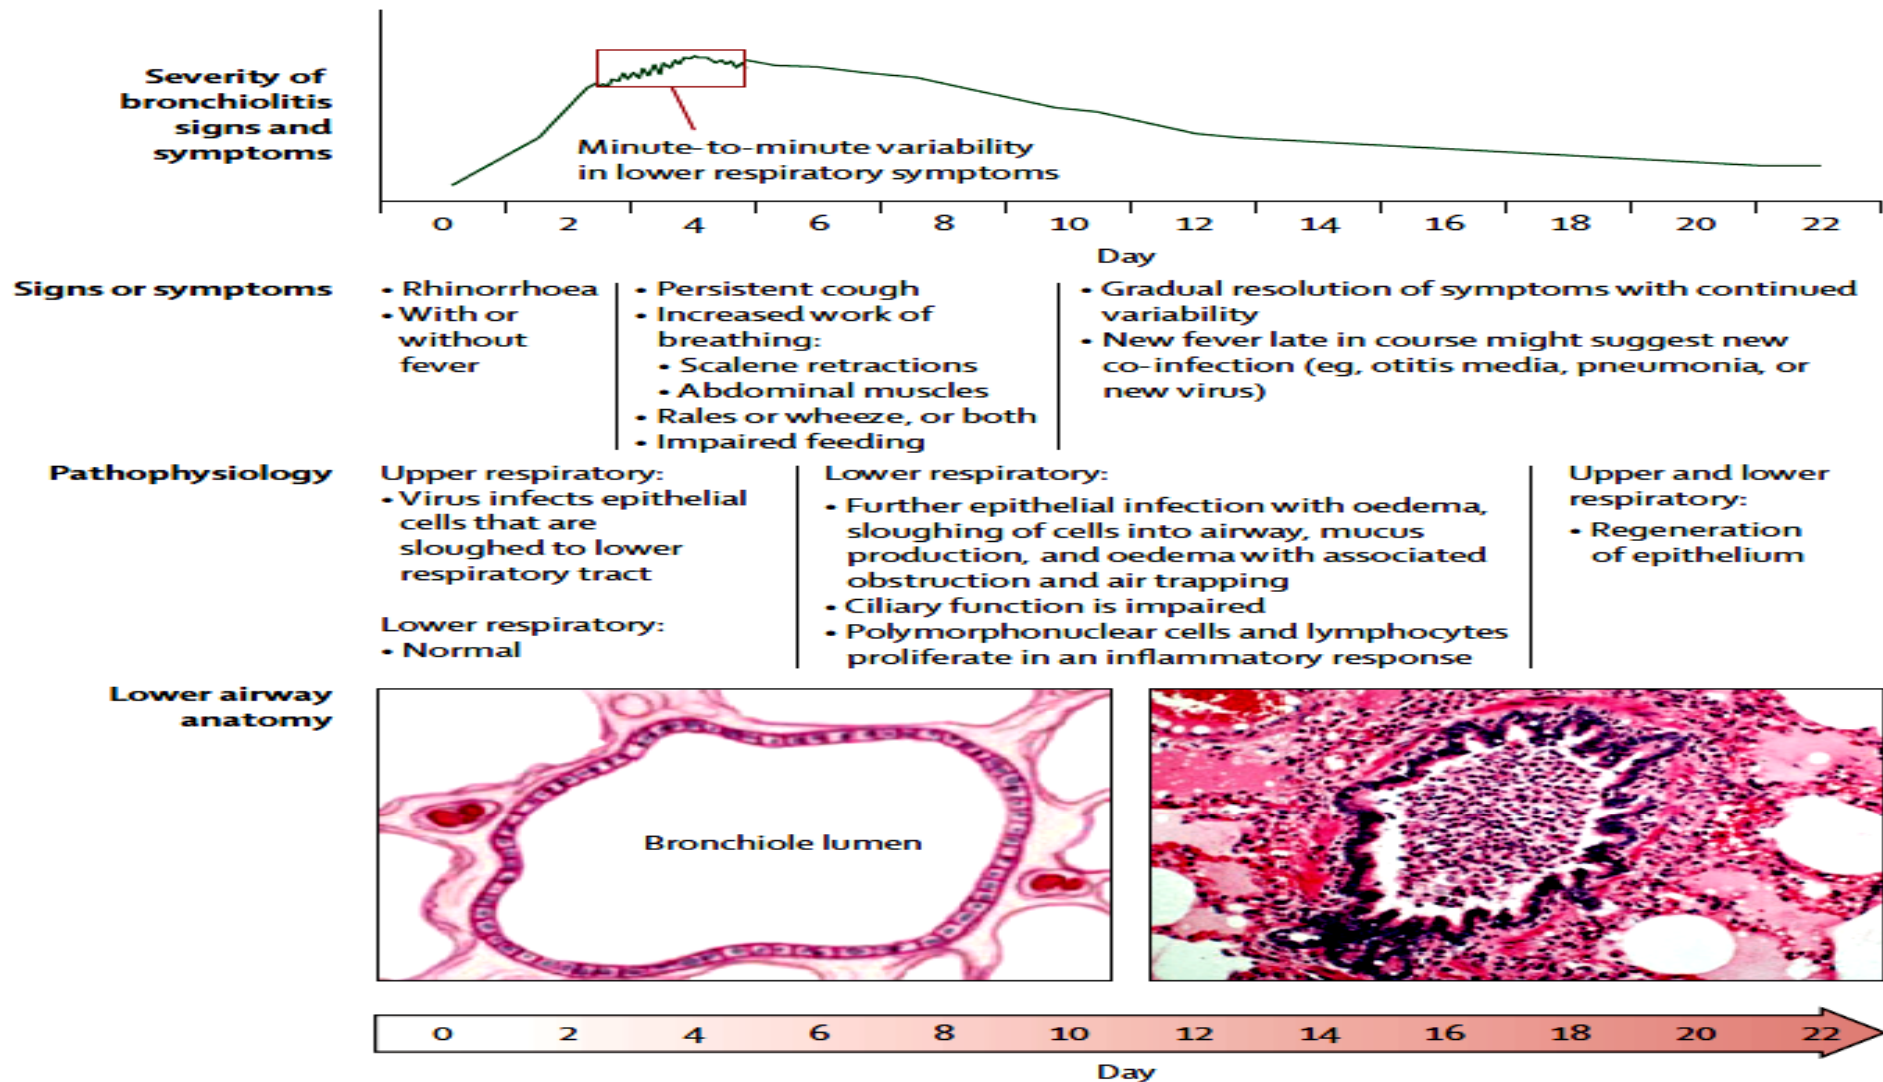 Severity of
bronchiolitis
signs and
symptoms
Minute-to-minute variability
in lower respiratory symptoms
0 2 4 6 8 10 12 14 16 18 20 22
Day
Signs or symptoms
• Rhinorrhoea
• With or
without
fever
• Persistent cough
• Increased work of
breathing:
• Scalene retractions
• Abdominal muscles
• Rales or wheeze, or both
• Impaired feeding
• Gradual resolution of symptoms with continued
variability
• New fever late in course might suggest new
co-infection (eg, otitis media, pneumonia, or
new virus)
Pathophysiology
Upper respiratory:
• Virus infects epithelial
cells that are
sloughed to lower
respiratory tract
Lower respiratory:
• Normal
Lower respiratory:
• Further epithelial infection with oedema,
sloughing of cells into airway, mucus
production, and oedema with associated
obstruction and air trapping
• Ciliary function is impaired
• Polymorphonuclear cells and lymphocytes
proliferate in an inflammatory response
Upper and lower
respiratory:
• Regeneration
of epithelium
Lower airway
anatomy
Bronchiole lumen
0 2 4 6 8 10 12 14 16 18 20 22
Day